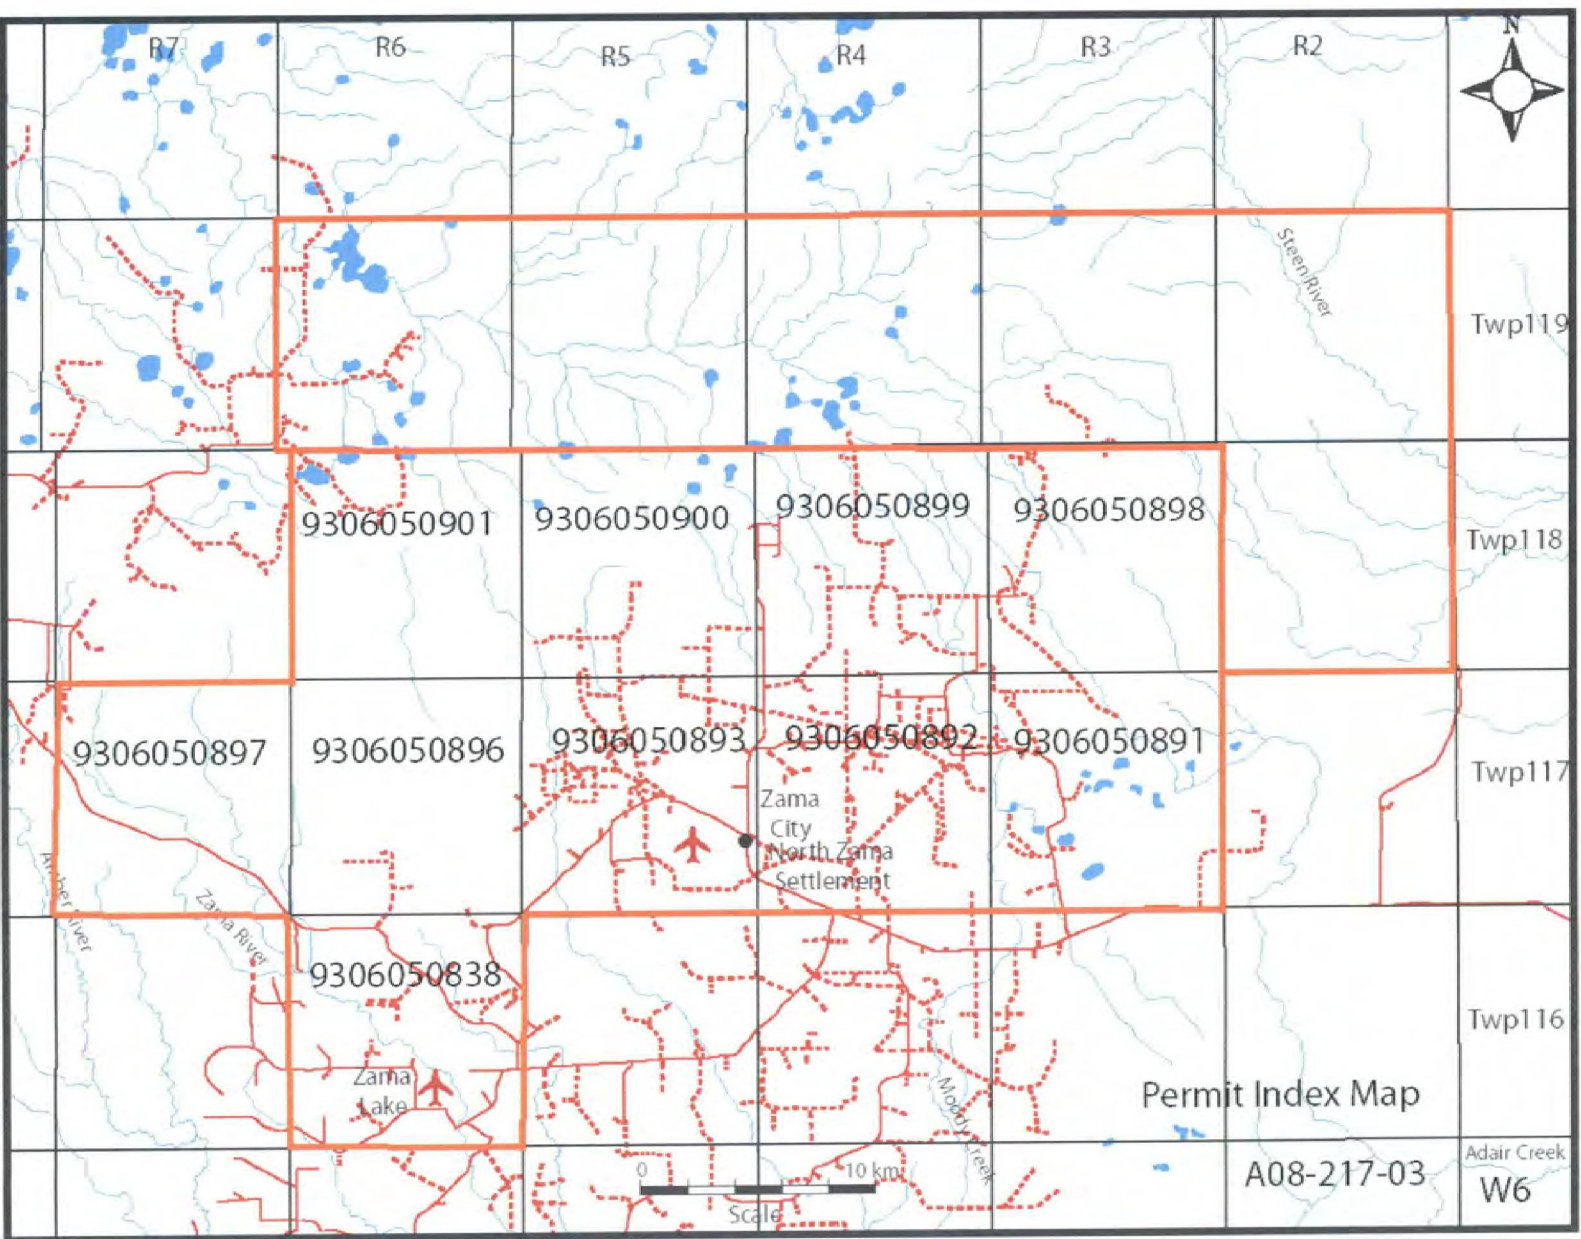 N
R7
R6
R5
R4
R3
R2
Steen River
Twp119
9306050901
9306050900
9306050899
9306050898
Twp118
9306050897
9306050896
9306050893
9306050892
9306050891
Twp117
Zama
City
North Zama
Settlement
Amber River
Zama River
9306050838
Twp116
Zama
Lake
Moody Creek
Permit Index Map
0
10 km
Scale
A08-217-03
Adair Creek
W6